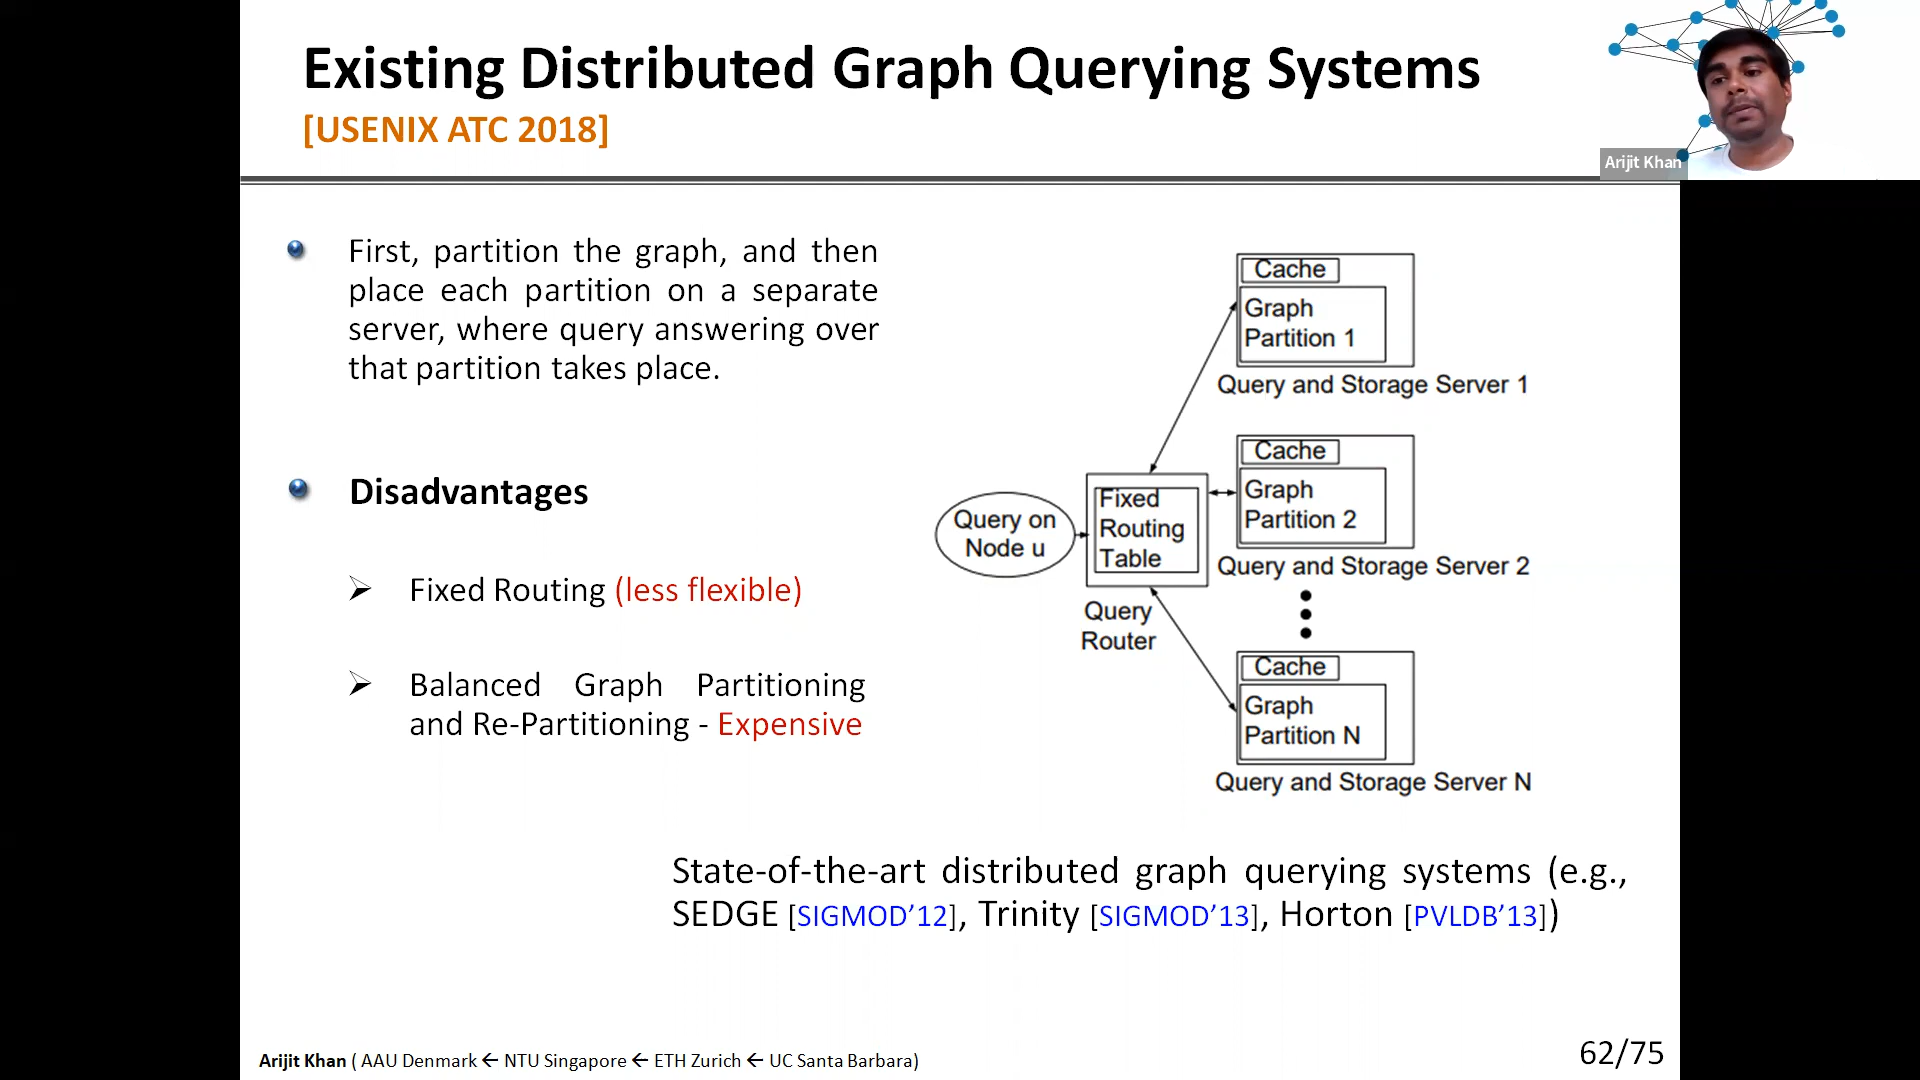 Existing Distributed Graph Querying Systems
[USENIX ATC 2018]
Arijit Khan
First, partition the graph, and then
place each partition on a separate
server, where query answering over
that partition takes place.
Disadvantages
Fixed Routing (less flexible)
Balanced Graph Partitioning
and Re-Partitioning - Expensive
Query on
Node u
Fixed
Routing
Table
Query
Router
Cache
Graph
Partition 1
Query and Storage Server 1
Cache
Graph
Partition 2
Query and Storage Server 2
Cache
Graph
Partition N
Query and Storage Server N
State-of-the-art distributed graph querying systems (e.g.,
SEDGE [SIGMOD’12], Trinity [SIGMOD’13], Horton [PVLDB’13])
Arijit Khan ( AAU Denmark ← NTU Singapore ← ETH Zurich ← UC Santa Barbara)
62/75